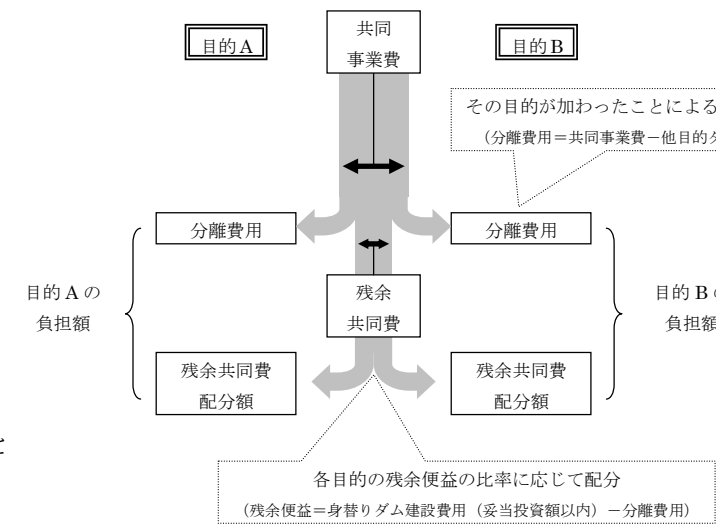 目的A
共同
事業費
目的B
その目的が加わったことによる
（分離費用＝共同事業費－他目的
分離費用
分離費用
目的 A の
負担額
残余
共同費
目的 B
負担額
残余共同費
配分額
残余共同費
配分額
各目的の残余便益の比率に応じて配分
（残余便益＝身替りダム建設費用（妥当投資額以内）－分離費用）